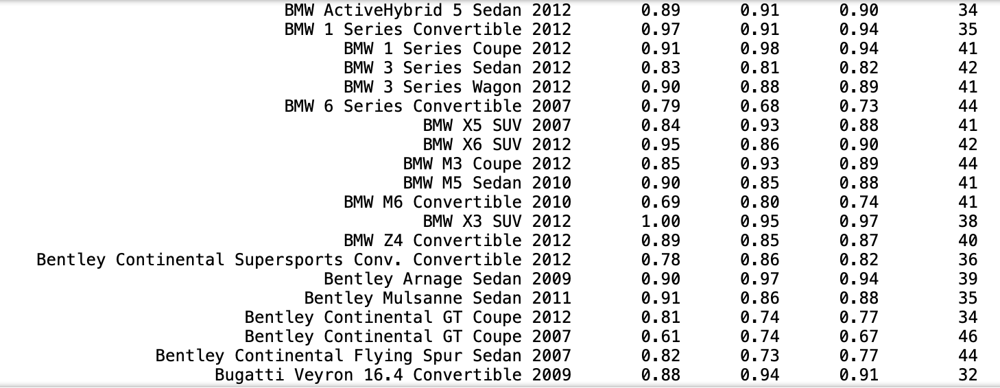 BMW ActiveHybrid 5 Sedan 2012 0.89 0.91 0.90 34
BMW 1 Series Convertible 2012 0.97 0.91 0.94 35
BMW 1 Series Coupe 2012 0.91 0.98 0.94 41
BMW 3 Series Sedan 2012 0.83 0.81 0.82 42
BMW 3 Series Wagon 2012 0.90 0.88 0.89 41
BMW 6 Series Convertible 2007 0.79 0.68 0.73 44
BMW X5 SUV 2007 0.84 0.93 0.88 41
BMW X6 SUV 2012 0.95 0.86 0.90 42
BMW M3 Coupe 2012 0.85 0.93 0.89 44
BMW M5 Sedan 2010 0.90 0.85 0.88 41
BMW M6 Convertible 2010 0.69 0.80 0.74 41
BMW X3 SUV 2012 1.00 0.95 0.97 38
BMW Z4 Convertible 2012 0.89 0.85 0.87 40
Bentley Continental Supersports Conv. Convertible 2012 0.78 0.86 0.82 36
Bentley Arnage Sedan 2009 0.90 0.97 0.94 39
Bentley Mulsanne Sedan 2011 0.91 0.86 0.88 35
Bentley Continental GT Coupe 2012 0.81 0.74 0.77 34
Bentley Continental GT Coupe 2007 0.61 0.74 0.67 46
Bentley Continental Flying Spur Sedan 2007 0.82 0.73 0.77 44
Bugatti Veyron 16.4 Convertible 2009 0.88 0.94 0.91 32